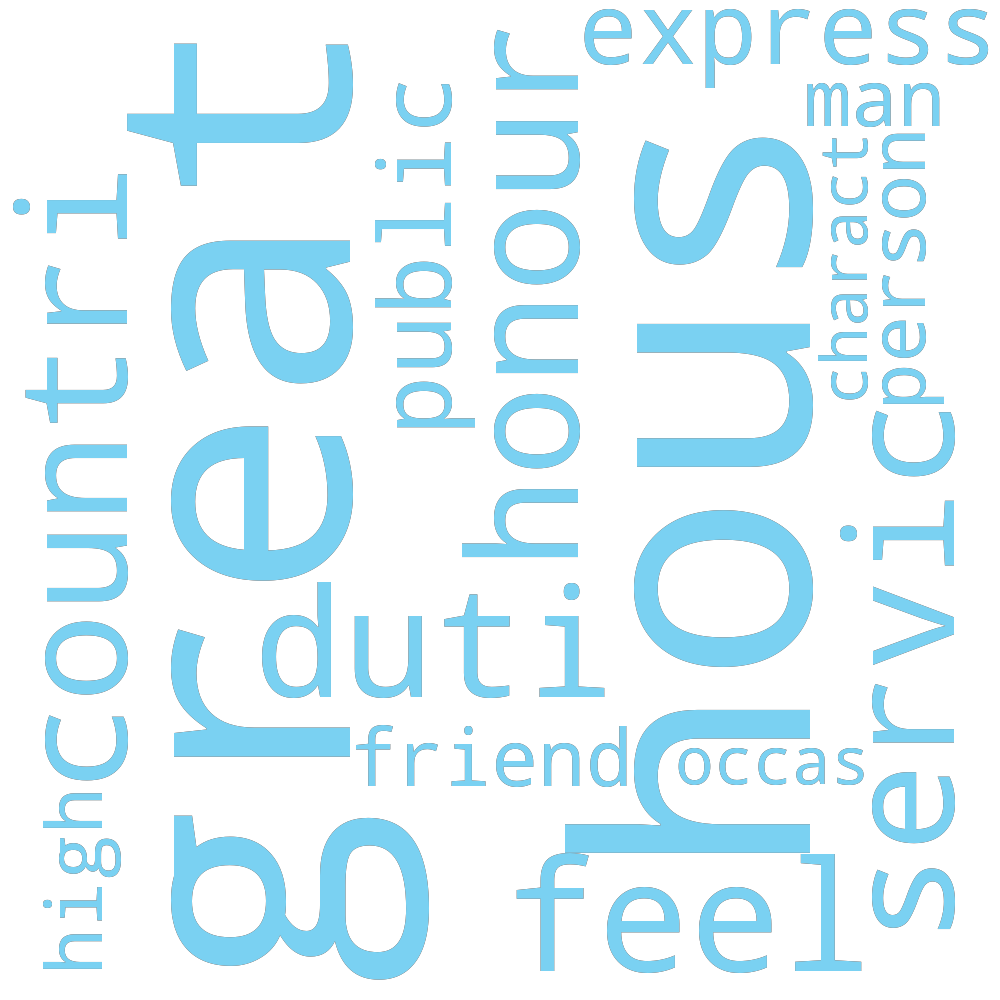 express
man
great
hous
honour
public
countri
charact
person
servic
duti
friend
occas
high
feel